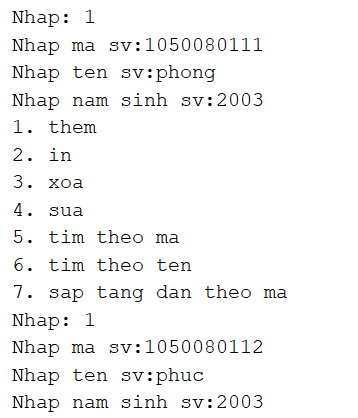 Nhap: 1
Nhap ma sv:1050080111
Nhap ten sv:phong
Nhap nam sinh sv:2003
1. them
2. in
3. xoa
4. sua
5. tim theo ma
6. tim theo ten
7. sap tang dan theo ma
Nhap: 1
Nhap ma sv:1050080112
Nhap ten sv:phuc
Nhap nam sinh sv:2003